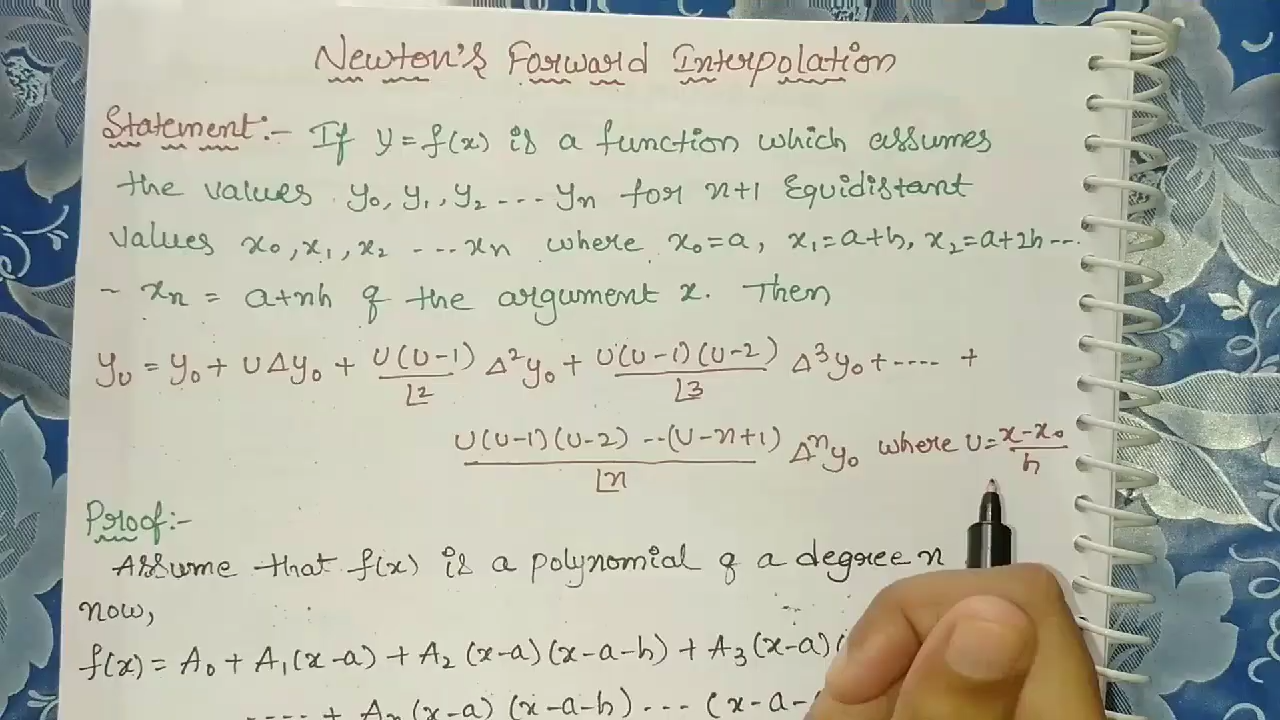 Newton's Forward Interpolation
Statement:- If y=f(x) is a function which assumes
the values y₀, y₁, y₂ --- yₙ for n+1 Equidistant
values x₀, x₁, x₂ ---- xₙ where x₀=a, x₁=a+h, x₂=a+2h ---
- xₙ = a+nh of the argument x. Then
y_U = y₀ + UΔy₀ + U(U-1)/⌊2 Δ²y₀ + U(U-1)(U-2)/⌊3 Δ³y₀ + ---- +
U(U-1)(U-2) --(U-n+1)/⌊n Δⁿy₀ where U = x-x₀/h
Proof:-
Assume that f(x) is a polynomial of a degree n
now,
f(x) = A₀ + A₁(x-a) + A₂ (x-a)(x-a-h) + A₃(x-a)(
---- + Aₙ(x-a) (x-a-h) --- (x-a-